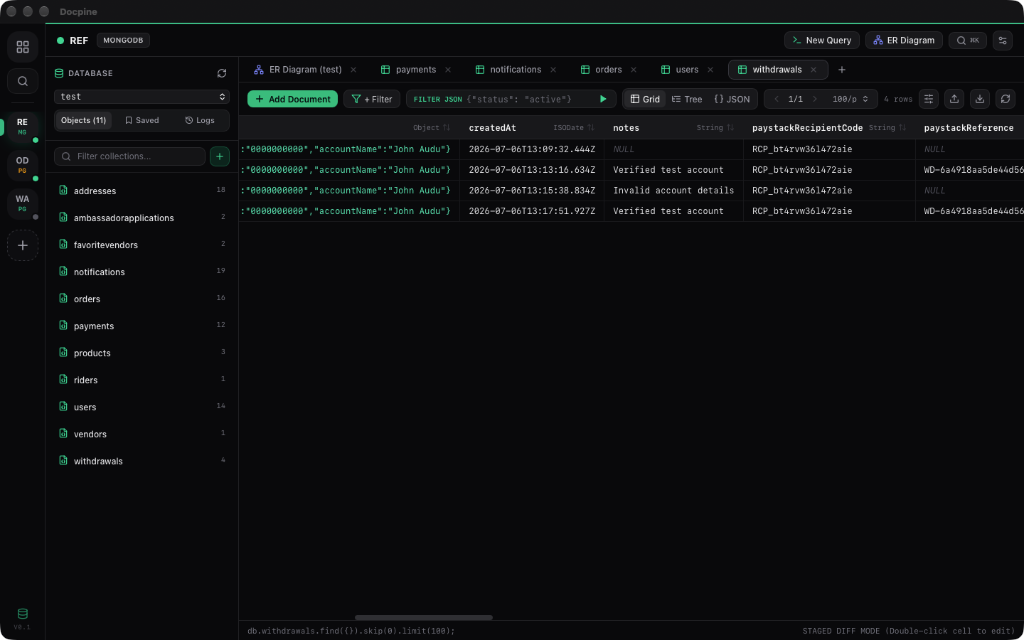 Docpine
REF MONGODB
New Query ER Diagram ⌘K
DATABASE
test
Objects (11) Saved Logs
Filter collections...
RE
MG
OD
PG
WA
PG
addresses 18
ambassadorapplications 2
favoritevendors 2
notifications 19
orders 16
payments 12
products 3
riders 1
users 14
vendors 1
withdrawals 4
v0.1
ER Diagram (test) × payments × notifications × orders × users × withdrawals × +
+ Add Document + Filter FILTER JSON {"status": "active"} Grid Tree {} JSON 1/1 100/p 4 rows
Object createdAt ISODate notes String paystackRecipientCode String paystackReference
:"0000000000","accountName":"John Audu"} 2026-07-06T13:09:32.444Z NULL RCP_bt4rvw36l472aie NULL
:"0000000000","accountName":"John Audu"} 2026-07-06T13:13:16.634Z Verified test account RCP_bt4rvw36l472aie WD-6a4918aa5de44d56
:"0000000000","accountName":"John Audu"} 2026-07-06T13:15:38.834Z Invalid account details RCP_bt4rvw36l472aie NULL
:"0000000000","accountName":"John Audu"} 2026-07-06T13:17:51.927Z Verified test account RCP_bt4rvw36l472aie WD-6a4918aa5de44d56
db.withdrawals.find({}).skip(0).limit(100); STAGED DIFF MODE (Double-click cell to edit)